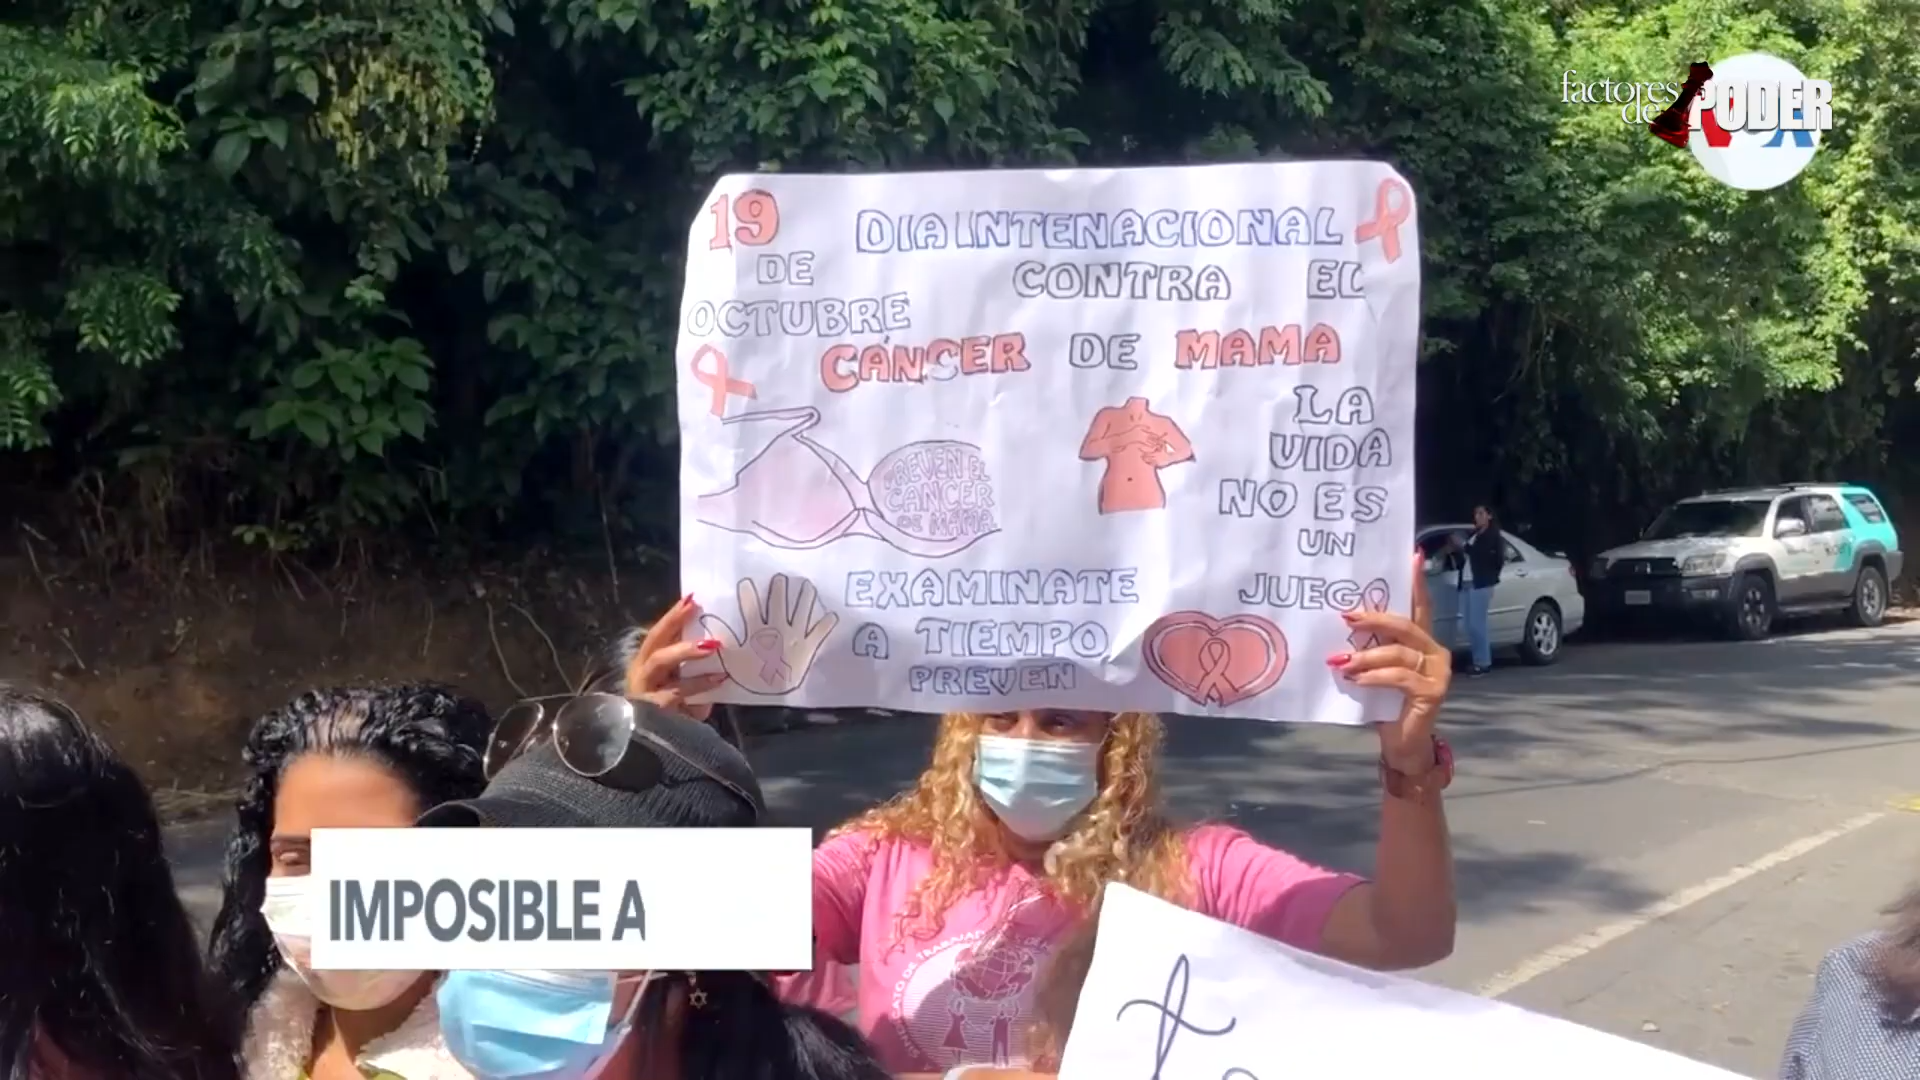 factores
de PODER
19 DIA INTENACIONAL
DE CONTRA EL
OCTUBRE
CÁNCER DE MAMA
LA
VIDA
NO ES
UN
JUEGO
PREVEN EL
CANCER
DE MAMA
EXAMINATE
A TIEMPO
PREVEN
IMPOSIBLE A